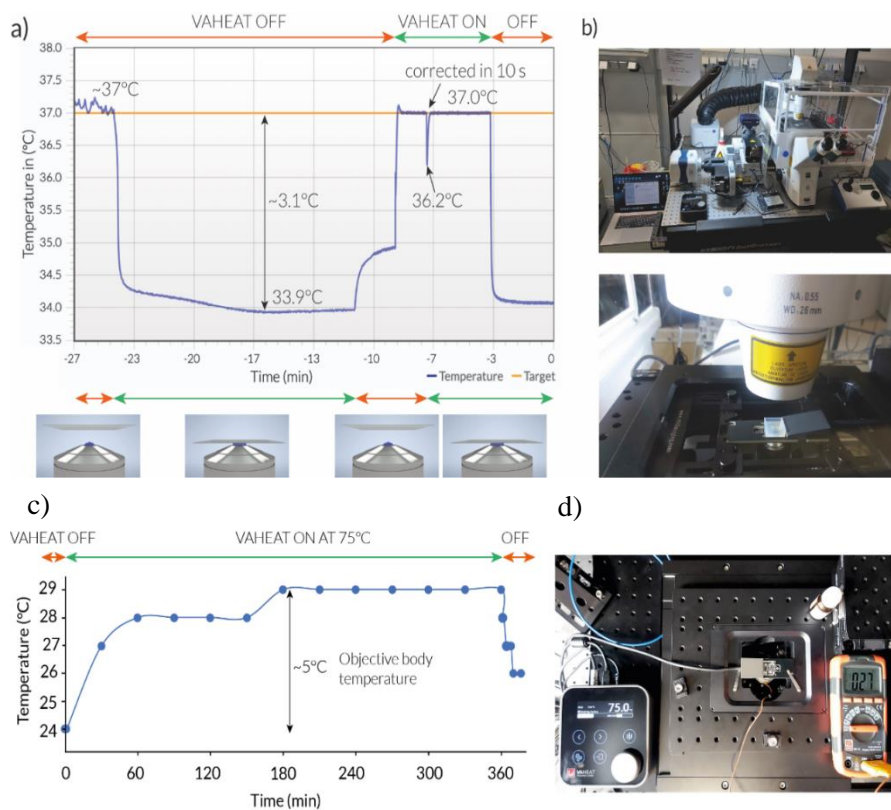 a)
VAHEAT OFF
VAHEAT ON
OFF
38.0
37.5
37.0
36.5
36.0
35.5
35.0
34.5
34.0
33.5
Temperature in (°C)
~37°C
corrected in 10 s
37.0°C
36.2°C
~3.1°C
33.9°C
-27
-23
-20
-17
-13
-10
-7
-3
0
Time (min)
Temperature
Target
b)
NA. 0.55
WD. 26 mm
c)
VAHEAT OFF
VAHEAT ON AT 75°C
OFF
29
28
27
26
25
24
Temperature (°C)
~5°C
Objective body
temperature
0
60
120
180
240
300
360
Time (min)
d)
75.0
VAHEAT
027